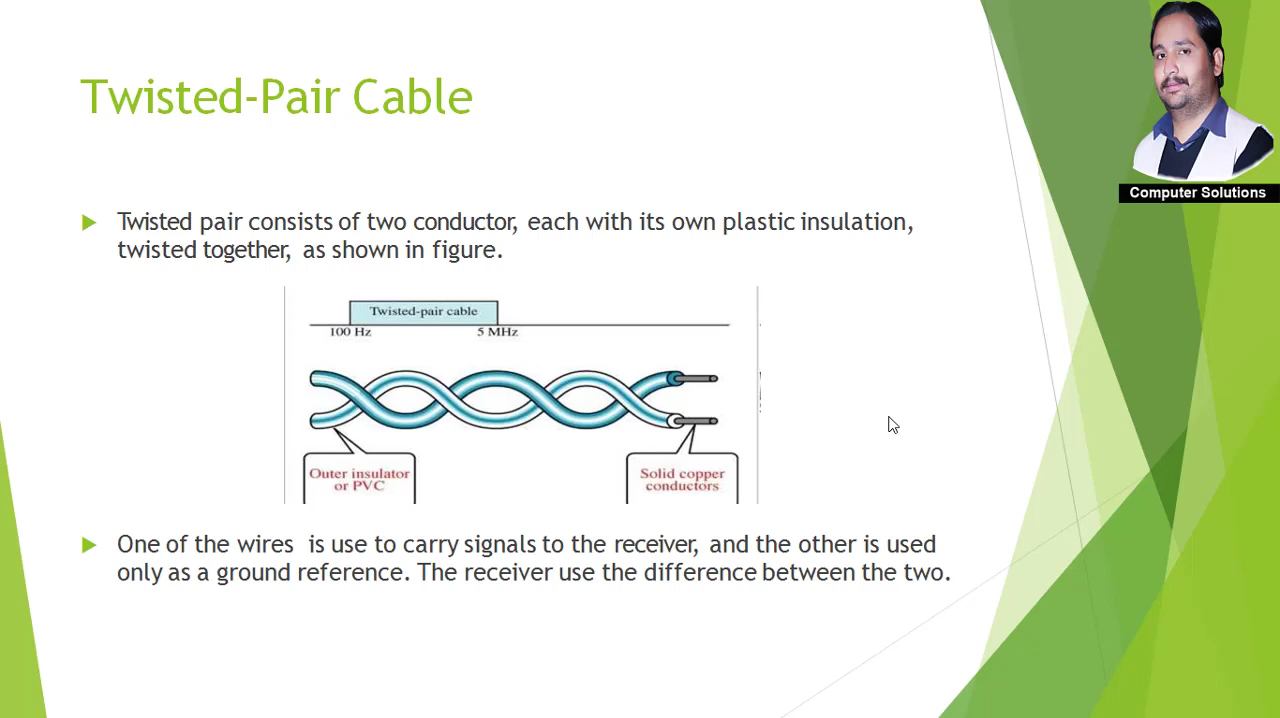 Twisted-Pair Cable
Computer Solutions
Twisted pair consists of two conductor, each with its own plastic insulation,
twisted together, as shown in figure.
Twisted-pair cable
100 Hz
5 MHz
Outer insulator
or PVC
Solid copper
conductors
One of the wires  is use to carry signals to the receiver, and the other is used
only as a ground reference. The receiver use the difference between the two.